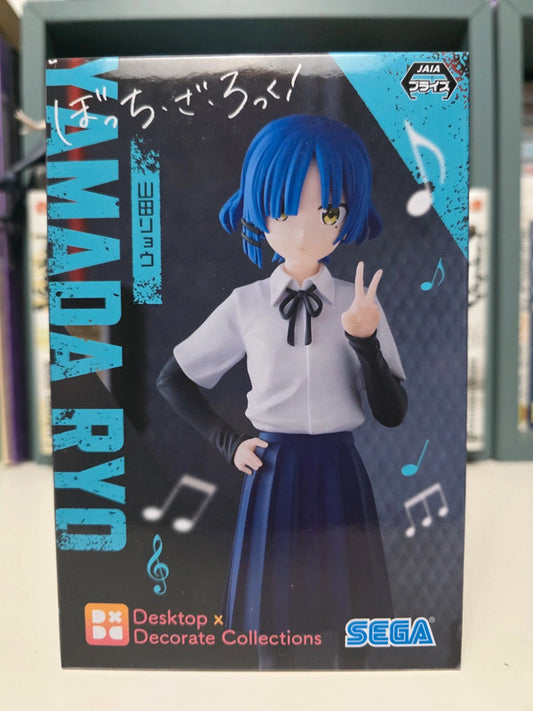 YAMADA RYO
ぼっち・ざ・ろっく!
JAIA
プライズ
山田リョウ
Desktop x
Decorate Collections
SEGA